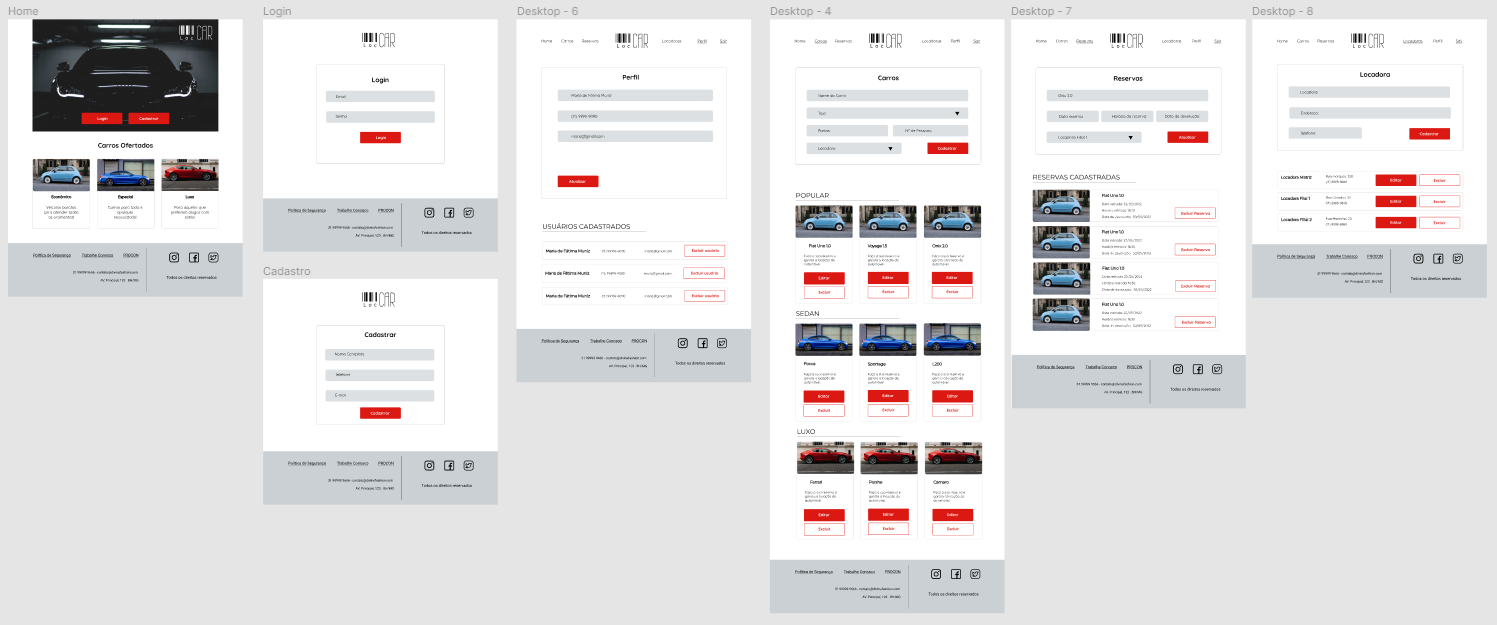 Home
Loc CAR
Login
Cadastrar
Carros Ofertados
Econômico
Especial
Luxo
Veículos baratos
para atender todos
os orçamentos!
Carros para toda e
qualquer
necessidade!
Para aqueles que
preferem alugar com
estilo!
Política de Segurança
Trabalhe Conosco
PROCON
Todos os direitos reservados
Login
Loc CAR
Login
Email
Senha
Login
Política de Segurança
Trabalhe Conosco
PROCON
Todos os direitos reservados
Cadastro
Loc CAR
Cadastrar
Nome Completo
Telefone
E-mail
Cadastrar
Política de Segurança
Trabalhe Conosco
PROCON
Todos os direitos reservados
Desktop - 6
Home
Carros
Reservas
Loc CAR
Locadoras
Perfil
Sair
Perfil
Maria de Fátima Muniz
Atualizar
USUÁRIOS CADASTRADOS
Maria de Fátima Muniz
Excluir usuário
Maria de Fátima Muniz
Excluir usuário
Maria de Fátima Muniz
Excluir usuário
Política de Segurança
Trabalhe Conosco
PROCON
Todos os direitos reservados
Desktop - 4
Home
Carros
Reservas
Loc CAR
Locadoras
Perfil
Sair
Carros
Nome do Carro
Tipo
Portas
Nº de Pessoas
Locadora
Cadastrar
POPULAR
Fiat Uno 1.0
Voyage 1.5
Onix 2.0
Editar
Editar
Editar
Excluir
Excluir
Excluir
SEDAN
Sportage
L200
Editar
Editar
Editar
Excluir
Excluir
Excluir
LUXO
Ferrari
Porshe
Camaro
Editar
Editar
Editar
Excluir
Excluir
Excluir
Política de Segurança
Trabalhe Conosco
PROCON
Todos os direitos reservados
Desktop - 7
Home
Carros
Reservas
Loc CAR
Locadoras
Perfil
Sair
Reservas
Onix 2.0
Data reserva
Horário da reserva
Data de devolução
Locadora Filial 1
Atualizar
RESERVAS CADASTRADAS
Fiat Uno 1.0
Excluir Reserva
Fiat Uno 1.0
Excluir Reserva
Fiat Uno 1.0
Excluir Reserva
Fiat Uno 1.0
Excluir Reserva
Política de Segurança
Trabalhe Conosco
PROCON
Todos os direitos reservados
Desktop - 8
Home
Carros
Reservas
Loc CAR
Locadoras
Perfil
Sair
Locadora
Locadora
Endereço
Telefone
Cadastrar
Locadora Matriz
Editar
Excluir
Locadora Filial 1
Editar
Excluir
Locadora Filial 2
Editar
Excluir
Política de Segurança
Trabalhe Conosco
PROCON
Todos os direitos reservados